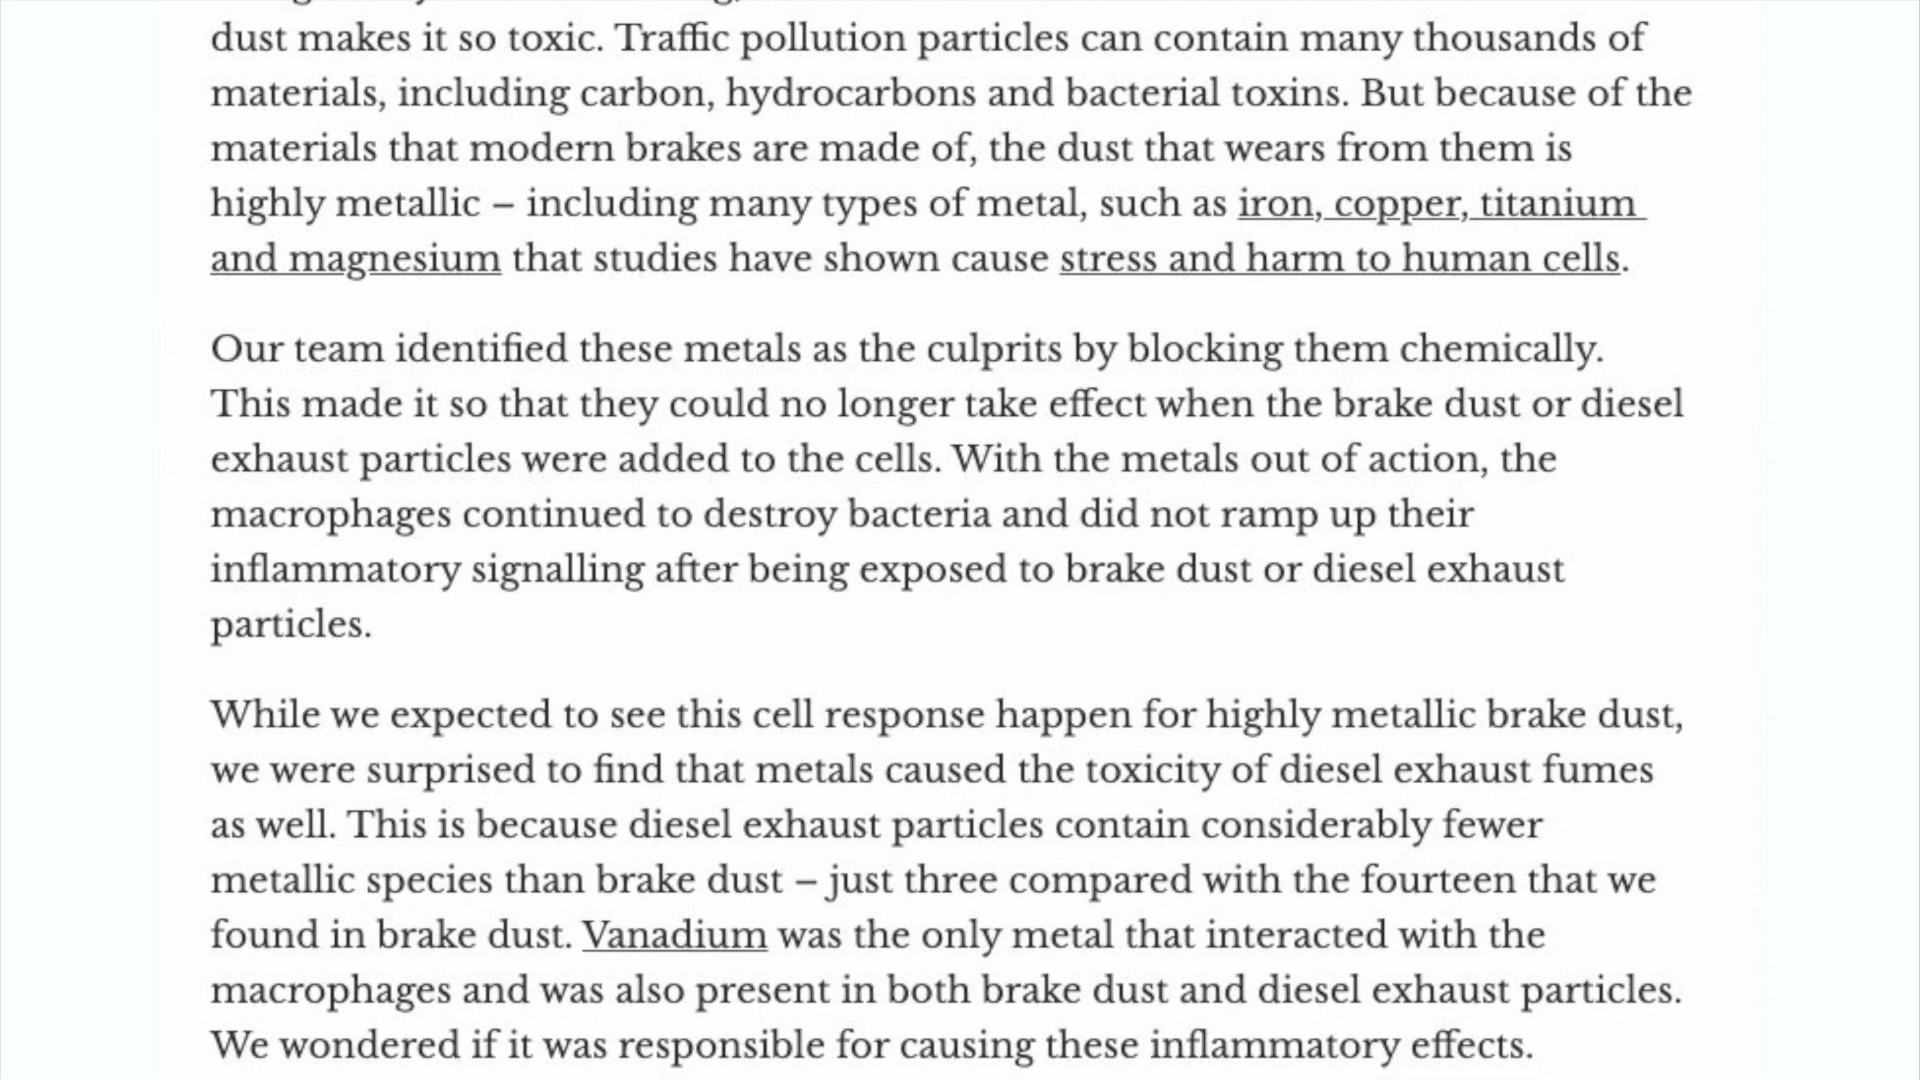 dust makes it so toxic. Traffic pollution particles can contain many thousands of
materials, including carbon, hydrocarbons and bacterial toxins. But because of the
materials that modern brakes are made of, the dust that wears from them is
highly metallic – including many types of metal, such as iron, copper, titanium
and magnesium that studies have shown cause stress and harm to human cells.
Our team identified these metals as the culprits by blocking them chemically.
This made it so that they could no longer take effect when the brake dust or diesel
exhaust particles were added to the cells. With the metals out of action, the
macrophages continued to destroy bacteria and did not ramp up their
inflammatory signalling after being exposed to brake dust or diesel exhaust
particles.
While we expected to see this cell response happen for highly metallic brake dust,
we were surprised to find that metals caused the toxicity of diesel exhaust fumes
as well. This is because diesel exhaust particles contain considerably fewer
metallic species than brake dust – just three compared with the fourteen that we
found in brake dust. Vanadium was the only metal that interacted with the
macrophages and was also present in both brake dust and diesel exhaust particles.
We wondered if it was responsible for causing these inflammatory effects.